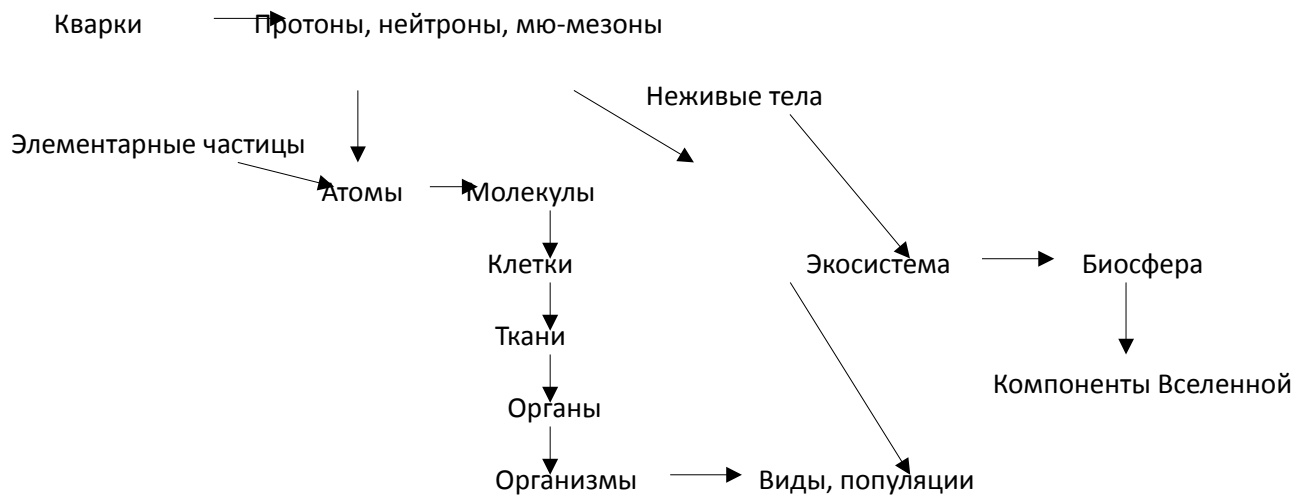 Кварки
Протоны, нейтроны, мю-мезоны
Неживые тела
Элементарные частицы
Атомы
Молекулы
Клетки
Экосистема
Биосфера
Ткани
Компоненты Вселенной
Органы
Организмы
Виды, популяции